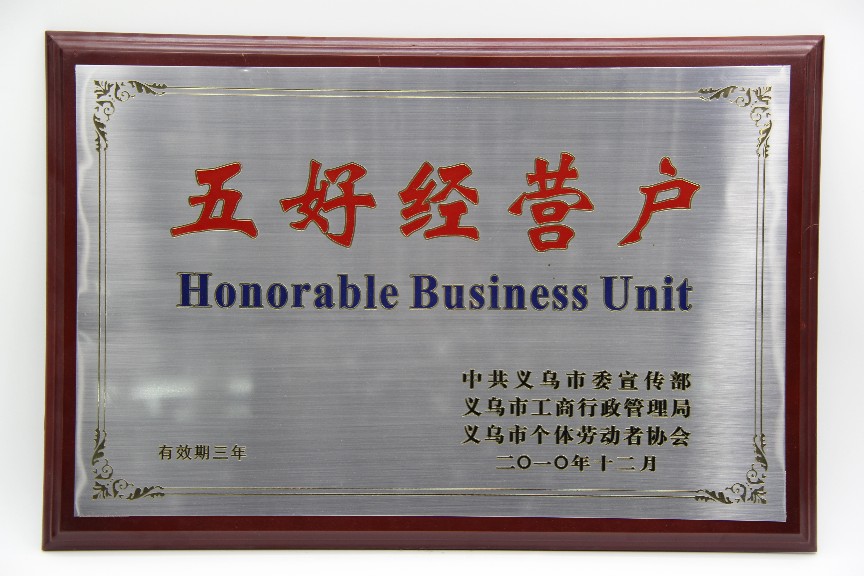 五好经营户
Honorable Business Unit
中共义乌市委宣传部
义乌市工商行政管理局
义乌市个体劳动者协会
有效期三年
二〇一〇年十二月